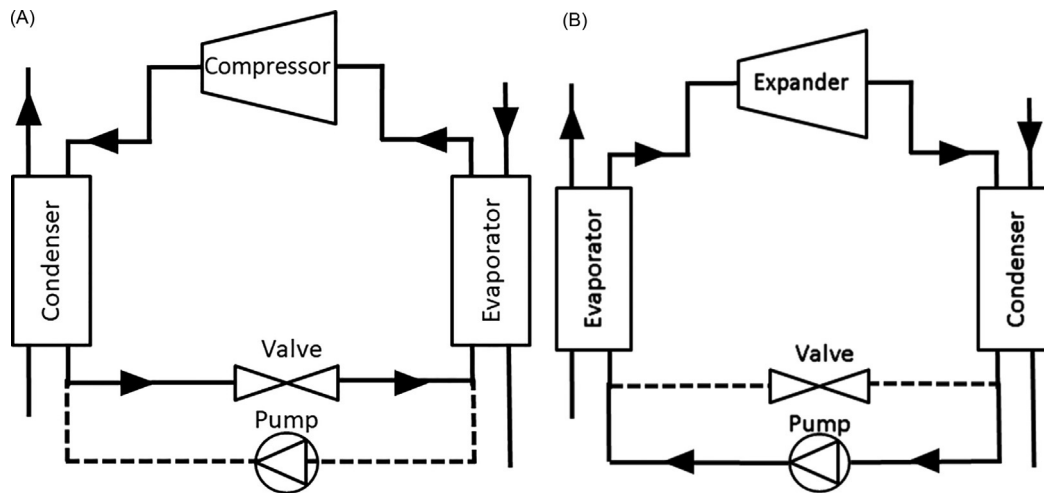 (A)
Compressor
Condenser
Evaporator
Valve
Pump
(B)
Expander
Evaporator
Condenser
Valve
Pump